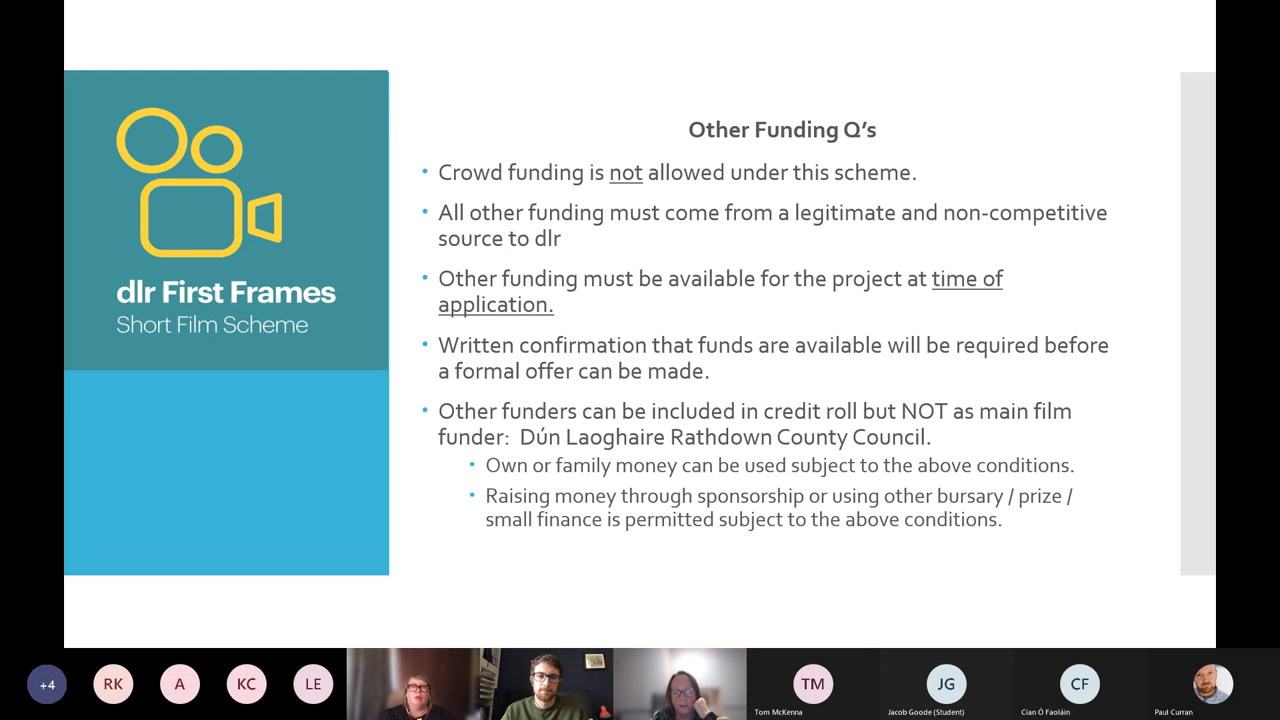 Other Funding Q's
dlr First Frames
Short Film Scheme
• Crowd funding is not allowed under this scheme.
• All other funding must come from a legitimate and non-competitive
source to dlr
• Other funding must be available for the project at time of
application.
• Written confirmation that funds are available will be required before
a formal offer can be made.
• Other funders can be included in credit roll but NOT as main film
funder:  Dún Laoghaire Rathdown County Council.
• Own or family money can be used subject to the above conditions.
• Raising money through sponsorship or using other bursary / prize /
small finance is permitted subject to the above conditions.
+4
RK
A
KC
LE
TM
Tom McKenna
JG
Jacob Goode (Student)
CF
Cian Ó Faoláin
Paul Curran